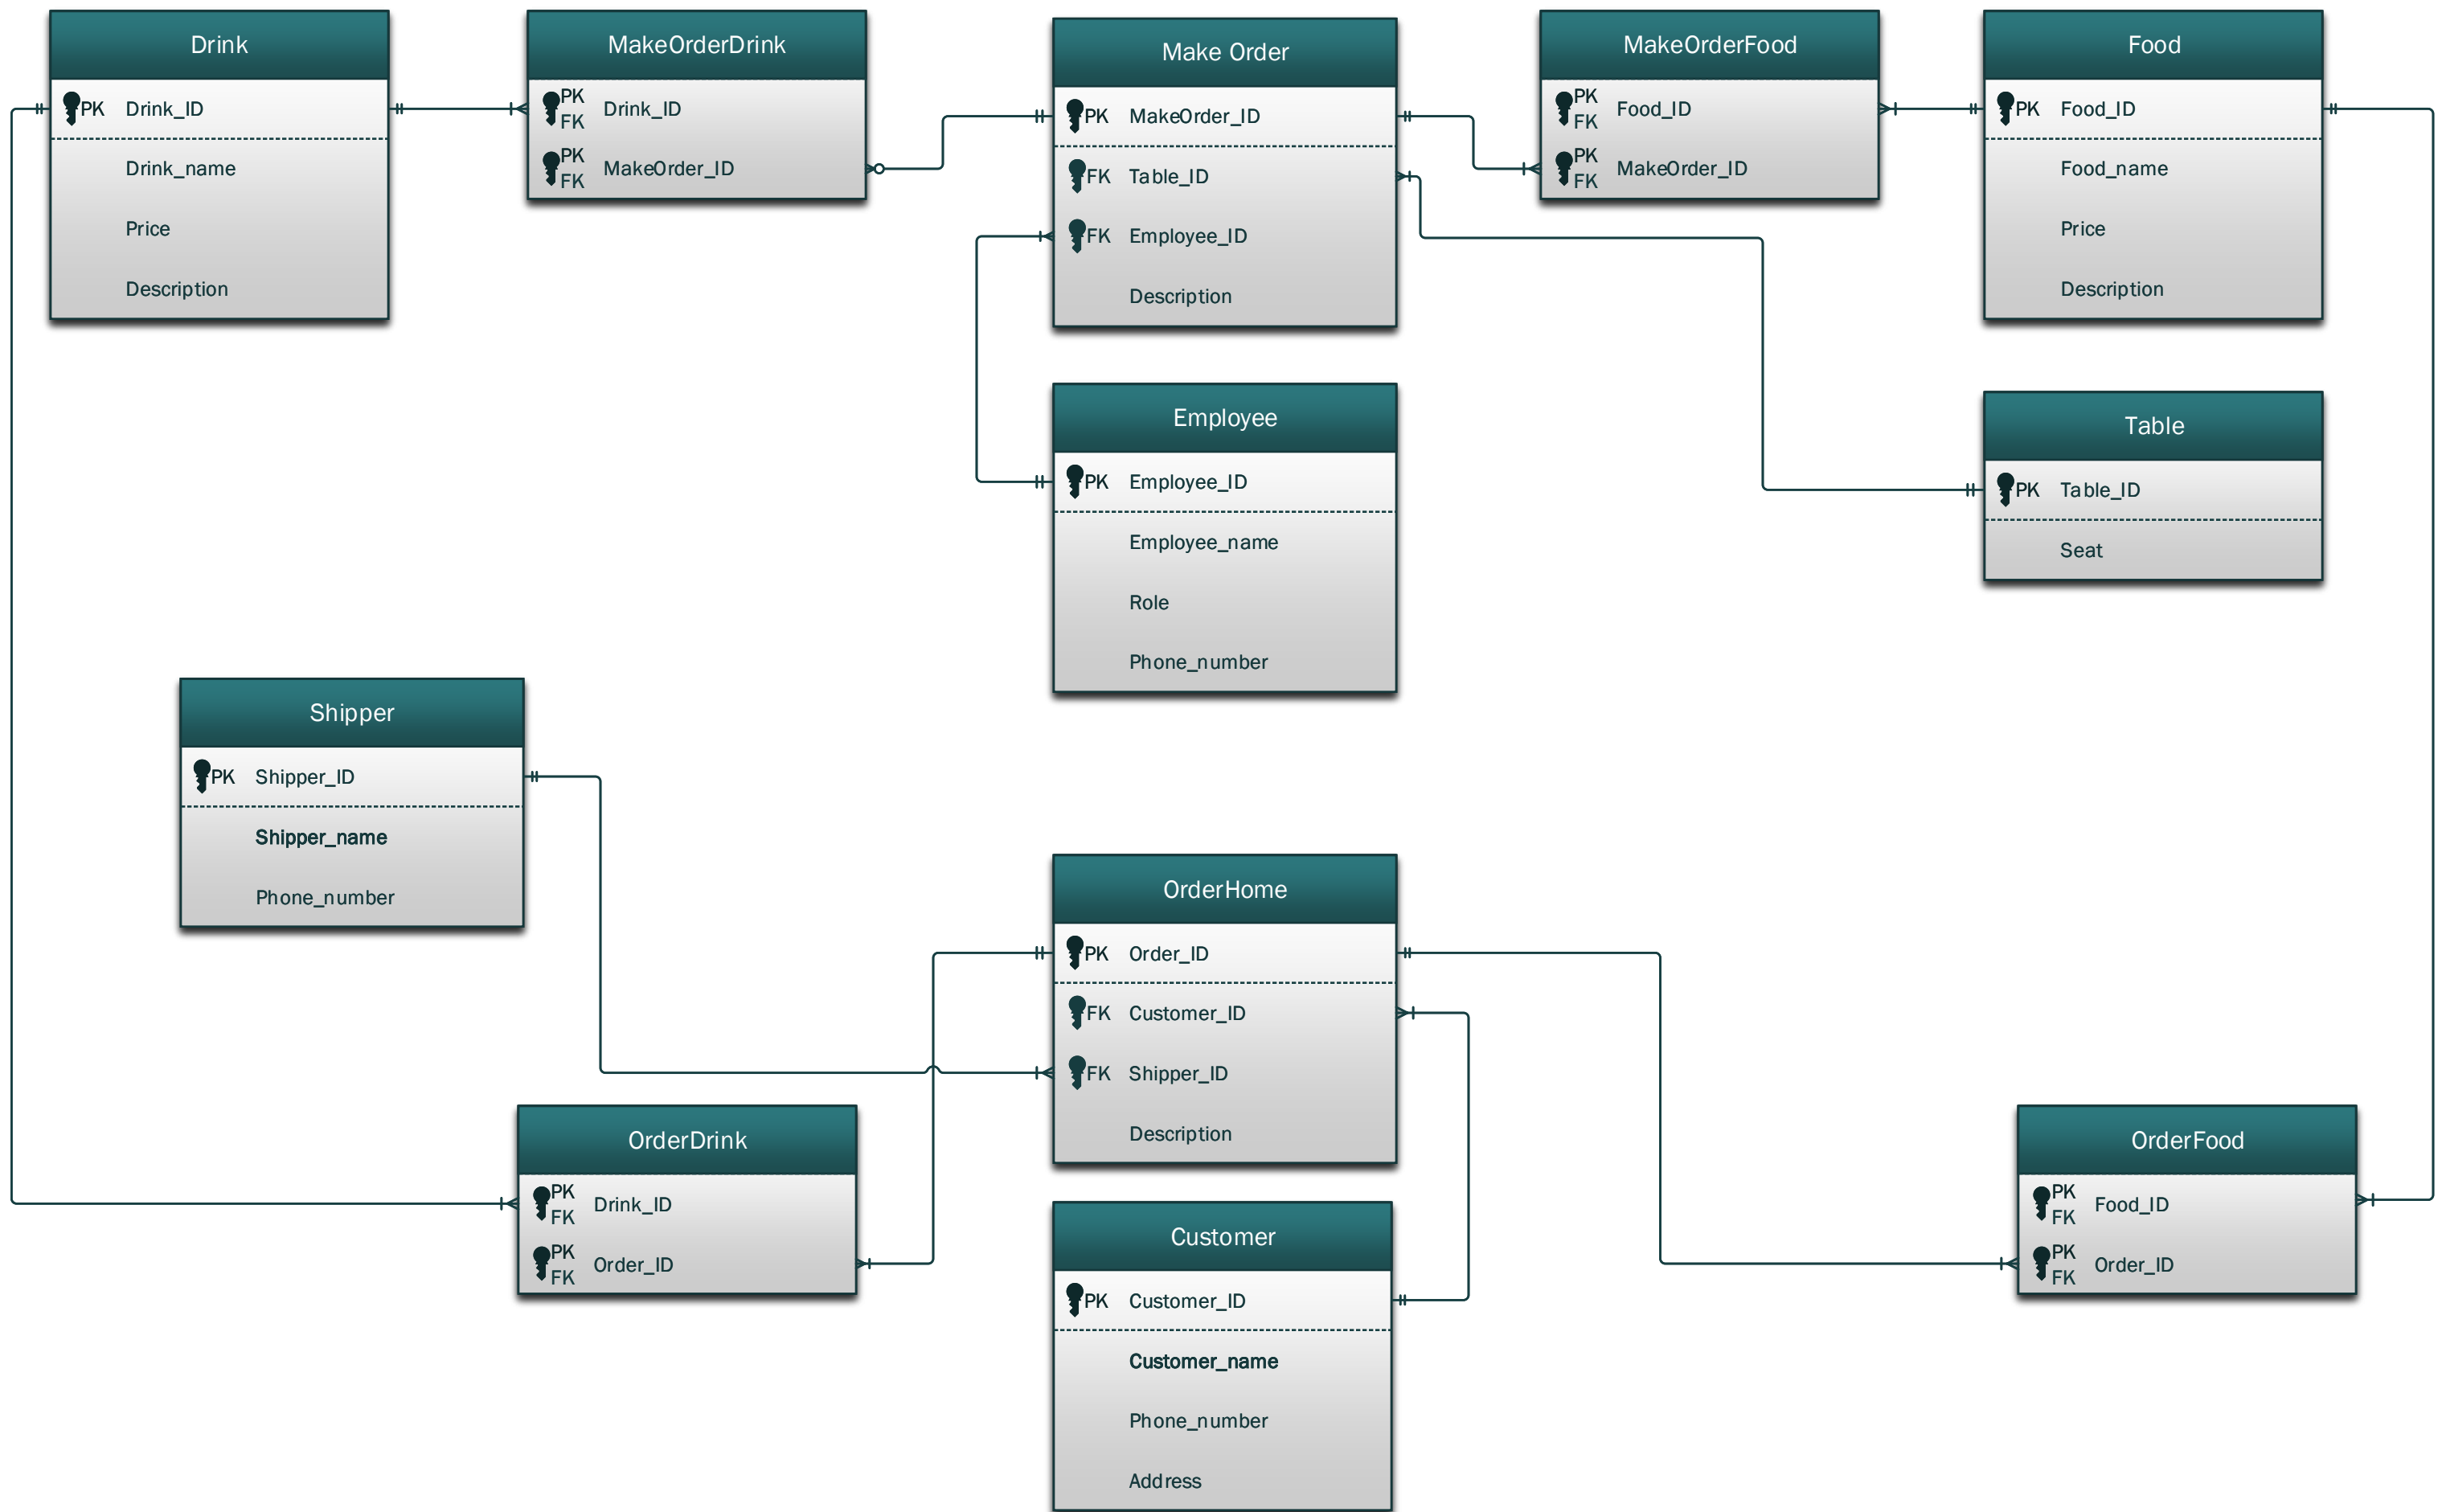 Drink
PK Drink_ID
Drink_name
Price
Description
MakeOrderDrink
PK
FK Drink_ID
PK
FK MakeOrder_ID
Make Order
PK MakeOrder_ID
FK Table_ID
FK Employee_ID
Description
MakeOrderFood
PK
FK Food_ID
PK
FK MakeOrder_ID
Food
PK Food_ID
Food_name
Price
Description
Employee
PK Employee_ID
Employee_name
Role
Phone_number
Table
PK Table_ID
Seat
Shipper
PK Shipper_ID
Shipper_name
Phone_number
OrderHome
PK Order_ID
FK Customer_ID
FK Shipper_ID
Description
OrderDrink
PK
FK Drink_ID
PK
FK Order_ID
OrderFood
PK
FK Food_ID
PK
FK Order_ID
Customer
PK Customer_ID
Customer_name
Phone_number
Address